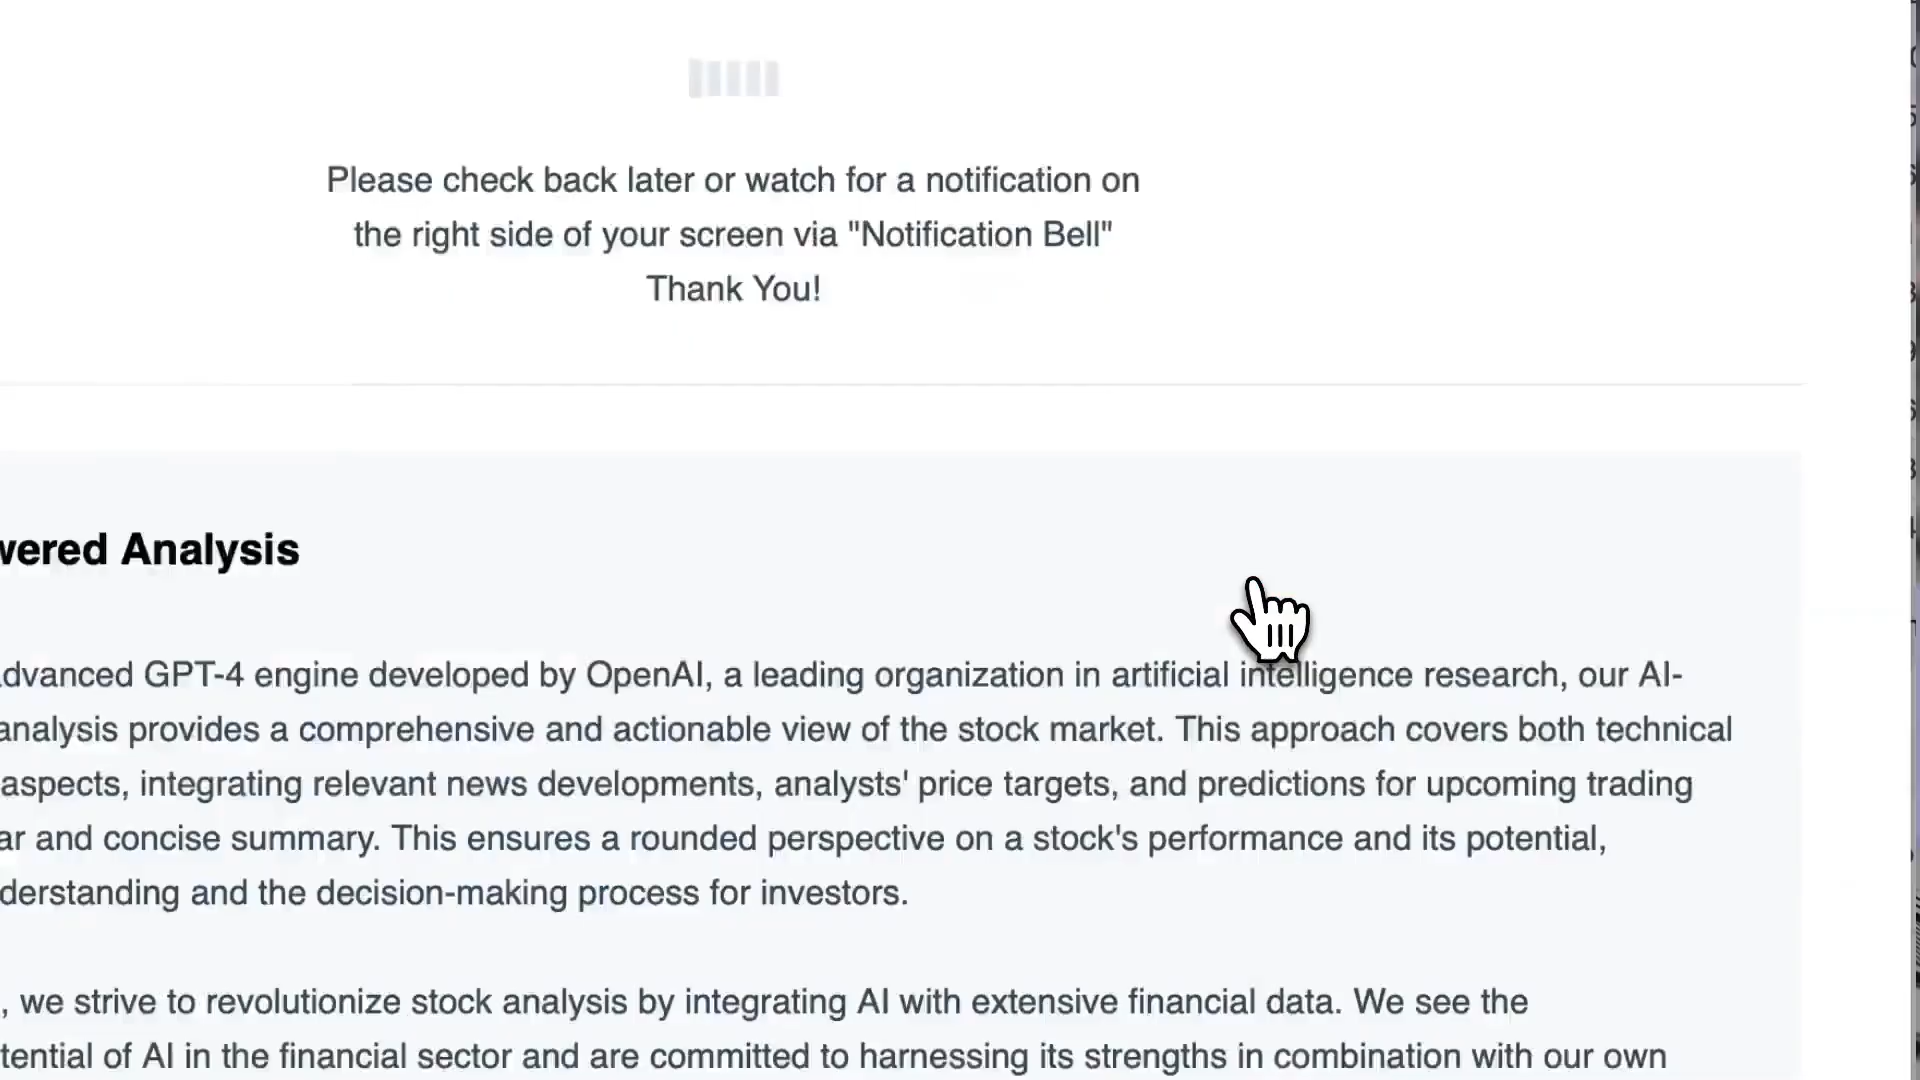 Please check back later or watch for a notification on
the right side of your screen via "Notification Bell"
Thank You!
Analysis
GPT-4 engine developed by OpenAI, a leading organization in artificial intelligence research, our AI-
analysis provides a comprehensive and actionable view of the stock market. This approach covers both technical
aspects, integrating relevant news developments, analysts' price targets, and predictions for upcoming trading
and concise summary. This ensures a rounded perspective on a stock's performance and its potential,
and the decision-making process for investors.
, we strive to revolutionize stock analysis by integrating AI with extensive financial data. We see the
of AI in the financial sector and are committed to harnessing its strengths in combination with our own